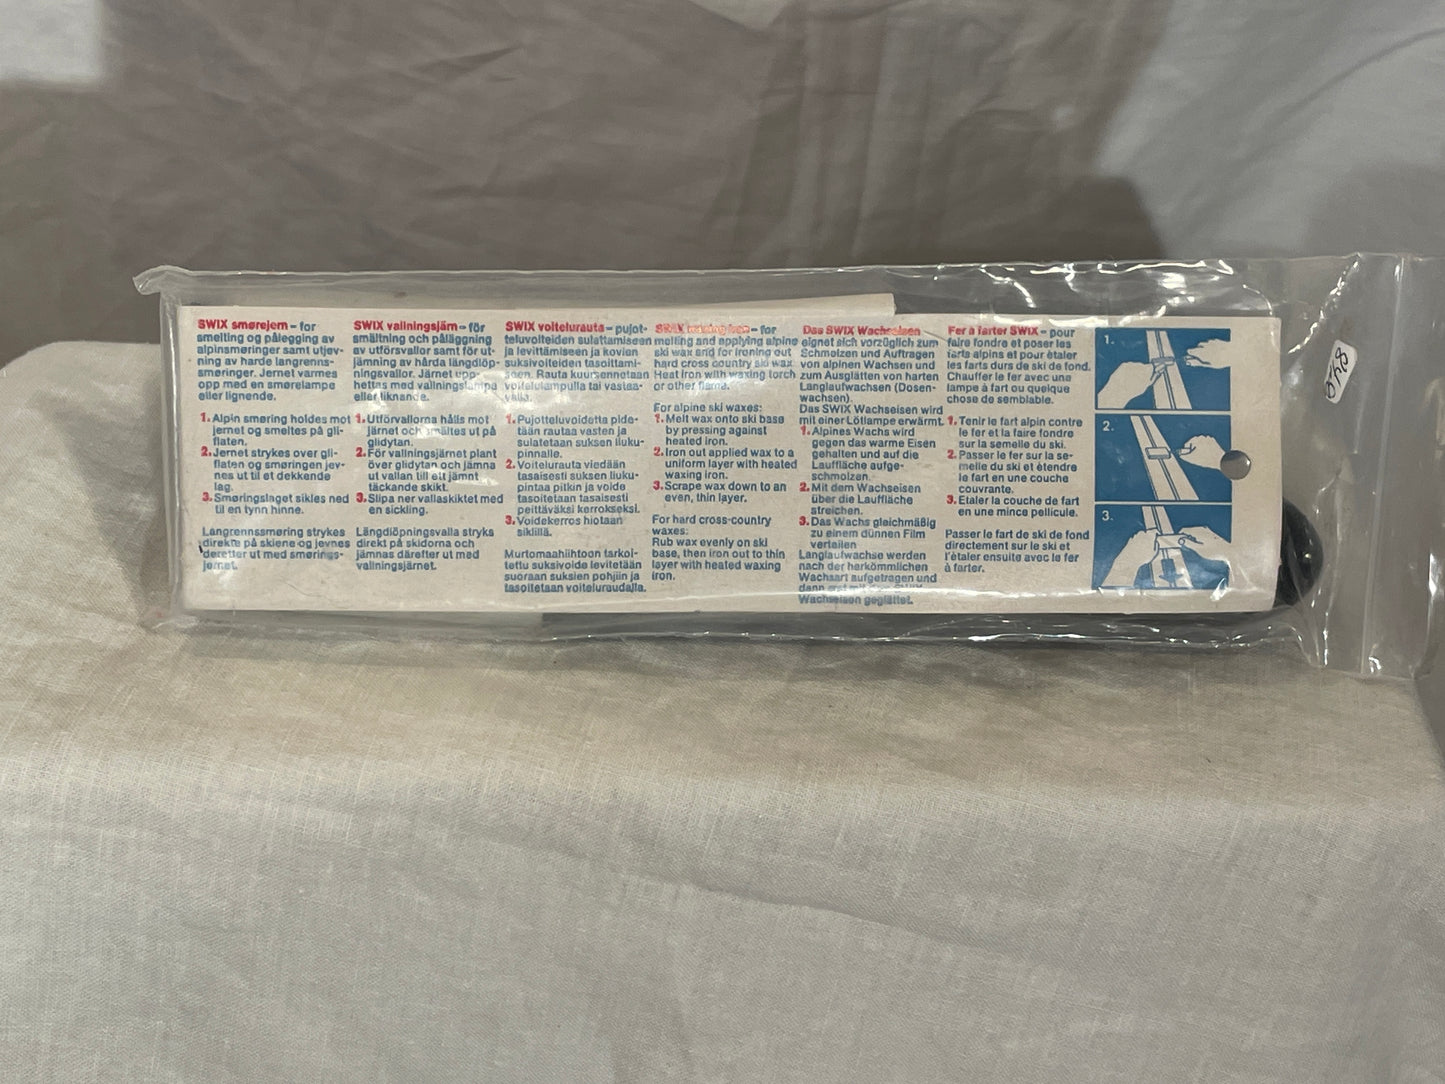 SWIX smørejern – for
smelting og pålegging av
alpinsmøringer samt utjev-
ning av harde langrenns-
smøringer. Jernet varmes
opp med en smørelampe
eller lignende.
1. Alpin smøring holdes mot
jernet og smeltes på gli-
flaten.
2. Jernet strykes over gli-
flaten og smøringen jev-
nes ut til et dekkende
lag.
3. Smøringslaget sikles ned
til en tynn hinne.
Langrennssmøring strykes
direkte på skiene og jevnes
deretter ut med smørings-
jernet.
SWIX vallningsjärn – för
smältning och påläggning
av utförsvallor samt för ut-
jämning av hårda längdlöp-
ningsvallor. Järnet upp-
hettas med vallningslampa
eller liknande.
1. Utförvallorna hålls mot
järnet och smältes ut på
glidytan.
2. För vallningsjärnet plant
över glidytan och jämna
ut vallan till ett jämnt
täckande skikt.
3. Slipa ner vallaskiktet med
en sickling.
Längdlöpningsvalla stryks
direkt på skidorna och
jämnas därefter ut med
vallningsjärnet.
SWIX voitelurauta – pujot-
teluvoiteiden sulattamiseen
ja levittämiseen ja kovien
suksivoiteiden tasoittami-
seen. Rauta kuumennetaan
voitelulampulla tai vastaa-
valla.
1. Pujotteluvoidetta pide-
tään rautaa vasten ja
sulatetaan suksen liuku-
pinnalle.
2. Voitelurauta viedään
tasaisesti suksen liuku-
pintaa pitkin ja voide
tasoitetaan tasaisesti
peittäväksi kerrokseksi.
3. Voidekerros hiotaan
siklillä.
Murtomaahiihtoon tarkoi-
tettu suksivoide levitetään
suoraan suksien pohjiin ja
tasoitetaan voiteluraudalla.
SWIX waxing iron – for
melting and applying alpine
ski wax and for ironing out
hard cross country ski wax
Heat iron with waxing torch
or other flame.
For alpine ski waxes:
1. Melt wax onto ski base
by pressing against
heated iron.
2. Iron out applied wax to a
uniform layer with heated
waxing iron.
3. Scrape wax down to an
even, thin layer.
For hard cross-country
waxes:
Rub wax evenly on ski
base, then iron out to thin
layer with heated waxing
iron.
Das SWIX Wachseisen
eignet sich vorzüglich zum
Schmelzen und Auftragen
von alpinen Wachsen und
zum Ausglätten von harten
Langlaufwachsen (Dosen-
wachsen).
Das SWIX Wachseisen wird
mit einer Lötlampe erwärmt.
1. Alpines Wachs wird
gegen das warme Eisen
gehalten und auf die
Lauffläche aufge-
schmolzen.
2. Mit dem Wachseisen
über die Lauffläche
streichen.
3. Das Wachs gleichmäßig
zu einem dünnen Film
verteilen
Langlaufwachse werden
nach der herkömmlichen
Wachsart aufgetragen und
dann erst mit dem SWIX
Wachseisen geglättet.
Fer à farter SWIX – pour
faire fondre et poser les
farts alpins et pour étaler
les farts durs de ski de fond.
Chauffer le fer avec une
lampe à fart ou quelque
chose de semblable.
1. Tenir le fart alpin contre
le fer et la faire fondre
sur la semelle du ski.
2. Passer le fer sur la se-
melle du ski et étendre
le fart en une couche
couvrante.
3. Etaler la couche de fart
en une mince pellicule.
Passer le fart de ski de fond
directement sur le ski et
l'étaler ensuite avec le fer
à farter.
1.
2.
3.